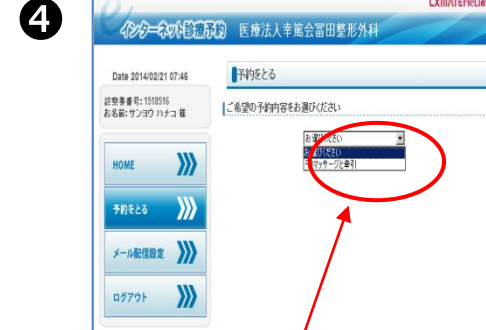 ❹
インターネット診療予約 医療法人幸篤会冨田整形外科
Date 2014/02/21 07:46
予約をとる
診察券番号: 1518516
お名前: サンヨウ ハナコ 様
ご希望の予約内容をお選びください
お選びください
お選びください
マッサージと牽引
HOME
予約をとる
メール配信設定
ログアウト